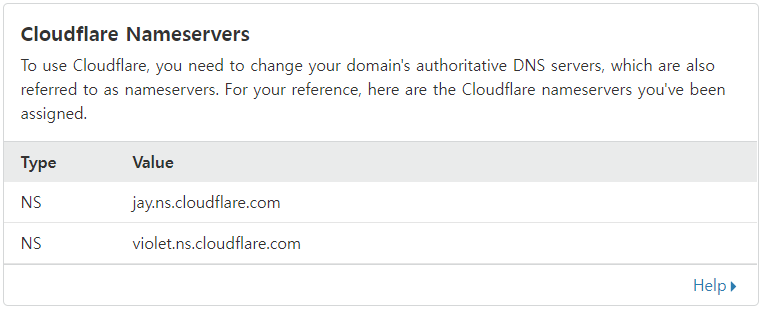 Cloudflare Nameservers
To use Cloudflare, you need to change your domain's authoritative DNS servers, which are also
referred to as nameservers. For your reference, here are the Cloudflare nameservers you've been
assigned.
Type Value
NS jay.ns.cloudflare.com
NS violet.ns.cloudflare.com
Help